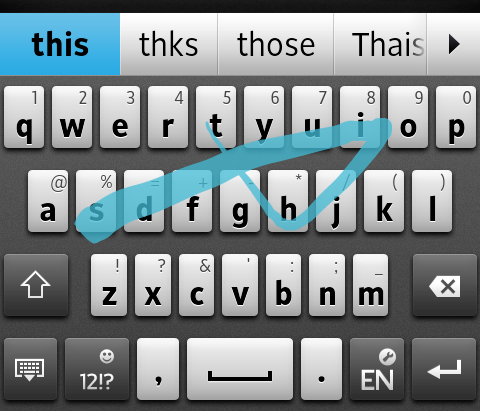 this thks those Thais
1 2 3 4 5 6 7 8 9 0
q w e r t y u i o p
@ % = + - * / ( )
a s d f g h j k l
! ? & ' : ; _
z x c v b n m
12!? , . EN